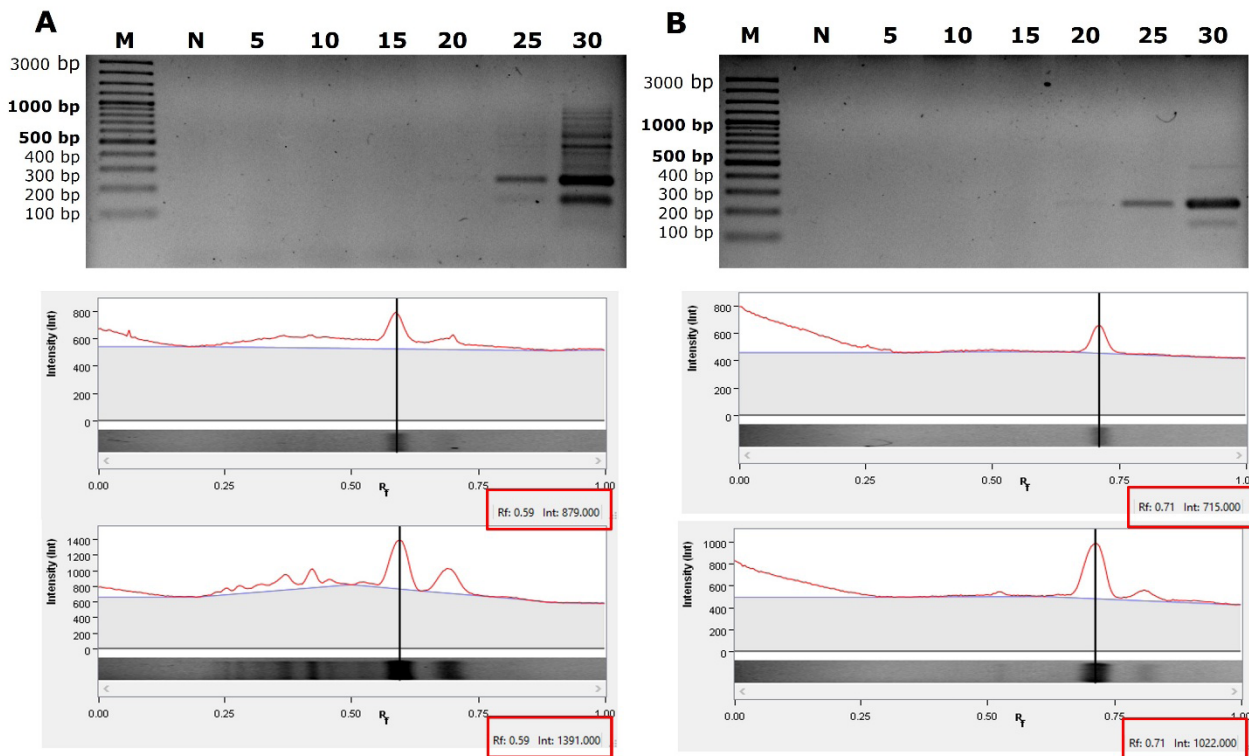 A
M N 5 10 15 20 25 30
3000 bp
1000 bp
500 bp
400 bp
300 bp
200 bp
100 bp
B
M N 5 10 15 20 25 30
3000 bp
1000 bp
500 bp
400 bp
300 bp
200 bp
100 bp
Intensity (Int)
800
600
400
200
0
< >
0.00 0.25 0.50 0.75 1.00
Rf
Rf: 0.59 Int: 879.000
Intensity (Int)
800
600
400
200
0
< >
0.00 0.25 0.50 0.75 1.00
Rf
Rf: 0.71 Int: 715.000
Intensity (Int)
1400
1200
1000
800
600
400
200
0
< >
0.00 0.25 0.50 0.75 1.00
Rf
Rf: 0.59 Int: 1391.000
Intensity (Int)
1000
800
600
400
200
0
< >
0.00 0.25 0.50 0.75 1.00
Rf
Rf: 0.71 Int: 1022.000